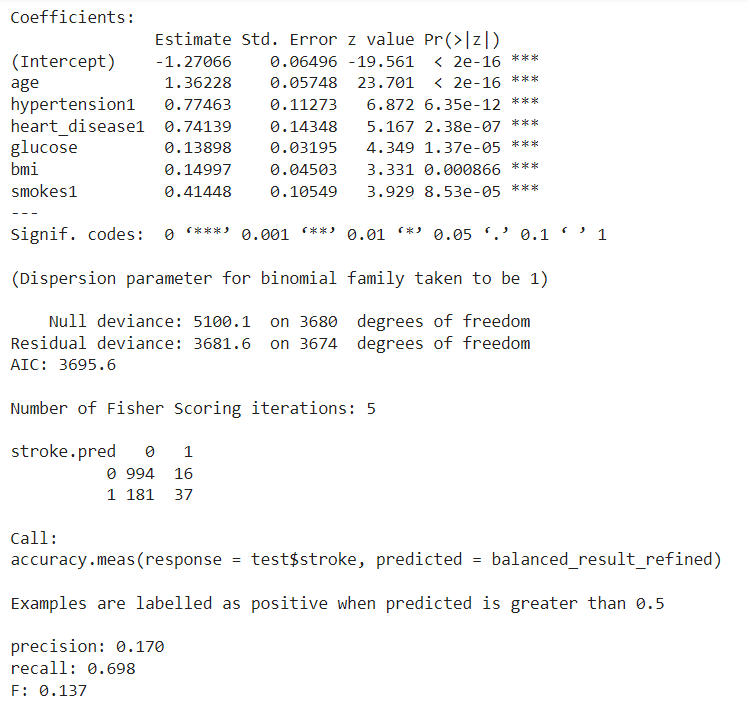 Coefficients:
Estimate Std. Error z value Pr(>|z|)
(Intercept) -1.27066 0.06496 -19.561 < 2e-16 ***
age 1.36228 0.05748 23.701 < 2e-16 ***
hypertension1 0.77463 0.11273 6.872 6.35e-12 ***
heart_disease1 0.74139 0.14348 5.167 2.38e-07 ***
glucose 0.13898 0.03195 4.349 1.37e-05 ***
bmi 0.14997 0.04503 3.331 0.000866 ***
smokes1 0.41448 0.10549 3.929 8.53e-05 ***
---
Signif. codes: 0 ‘***’ 0.001 ‘**’ 0.01 ‘*’ 0.05 ‘.’ 0.1 ‘ ’ 1
(Dispersion parameter for binomial family taken to be 1)
Null deviance: 5100.1 on 3680 degrees of freedom
Residual deviance: 3681.6 on 3674 degrees of freedom
AIC: 3695.6
Number of Fisher Scoring iterations: 5
stroke.pred 0 1
0 994 16
1 181 37
Call:
accuracy.meas(response = test$stroke, predicted = balanced_result_refined)
Examples are labelled as positive when predicted is greater than 0.5
precision: 0.170
recall: 0.698
F: 0.137